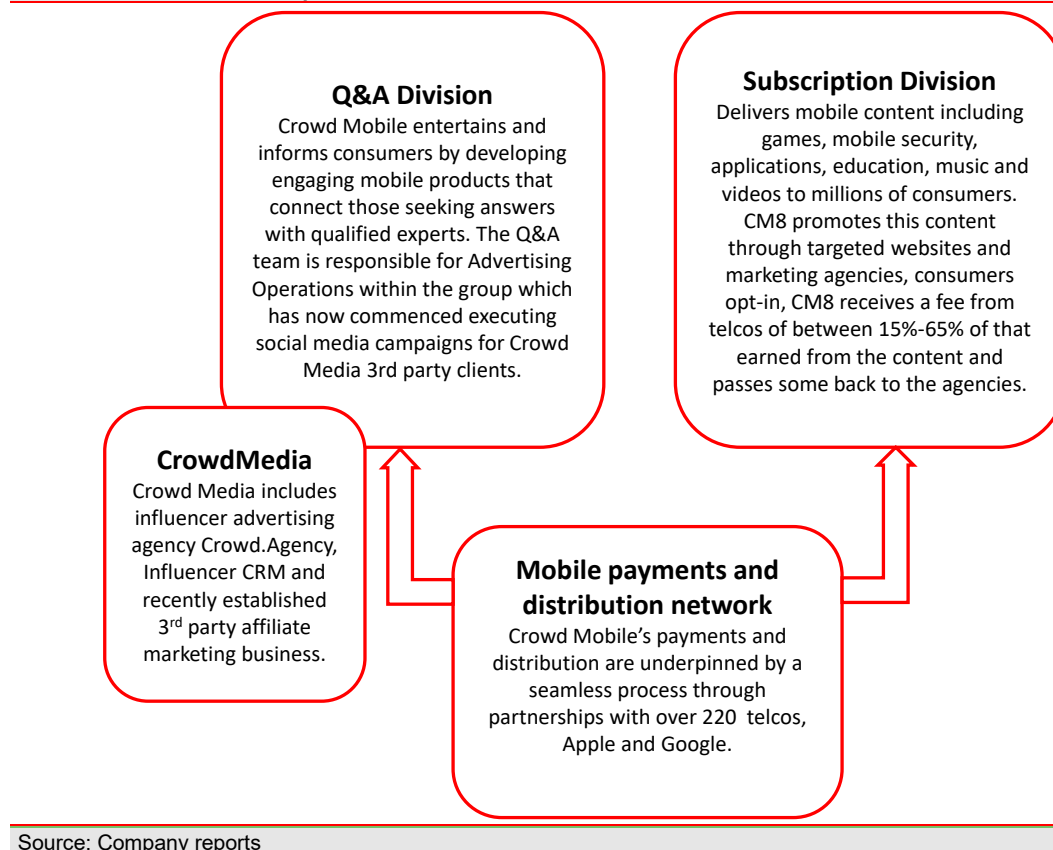 Q&A Division
Crowd Mobile entertains and
informs consumers by developing
engaging mobile products that
connect those seeking answers
with qualified experts. The Q&A
team is responsible for Advertising
Operations within the group which
has now commenced executing
social media campaigns for Crowd
Media 3rd party clients.
Subscription Division
Delivers mobile content including
games, mobile security,
applications, education, music and
videos to millions of consumers.
CM8 promotes this content
through targeted websites and
marketing agencies, consumers
opt-in, CM8 receives a fee from
telcos of between 15%-65% of that
earned from the content and
passes some back to the agencies.
CrowdMedia
Crowd Media includes
influencer advertising
agency Crowd.Agency,
Influencer CRM and
recently established
3rd party affiliate
marketing business.
Mobile payments and
distribution network
Crowd Mobile's payments and
distribution are underpinned by a
seamless process through
partnerships with over 220 telcos,
Apple and Google.
Source: Company reports